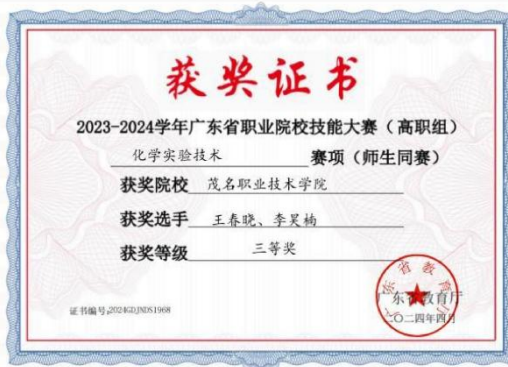 获奖证书
2023-2024学年广东省职业院校技能大赛（高职组）
化学实验技术 赛项（师生同赛）
获奖院校 茂名职业技术学院
获奖选手 王春晓、李昊楠
获奖等级 三等奖
广东省教育厅
证书编号:2024GDJNDS1968
二〇二四年四月